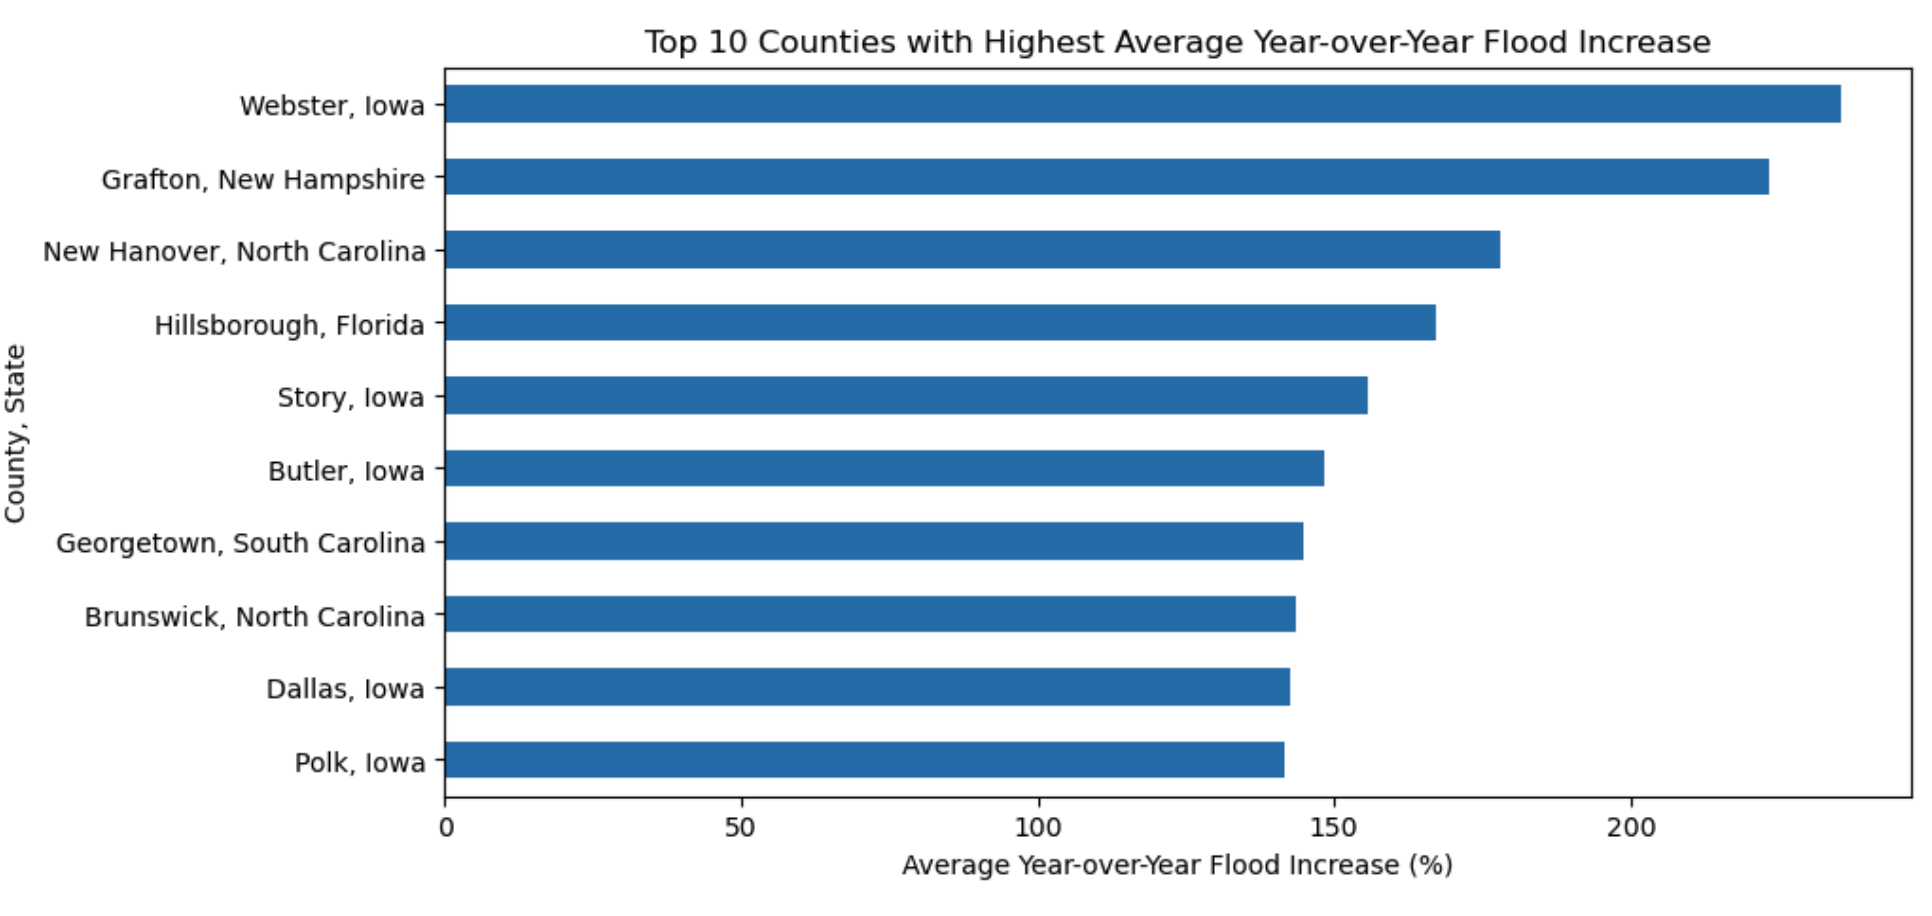 Top 10 Counties with Highest Average Year-over-Year Flood Increase
County, State
Webster, Iowa
Grafton, New Hampshire
New Hanover, North Carolina
Hillsborough, Florida
Story, Iowa
Butler, Iowa
Georgetown, South Carolina
Brunswick, North Carolina
Dallas, Iowa
Polk, Iowa
0 50 100 150 200
Average Year-over-Year Flood Increase (%)